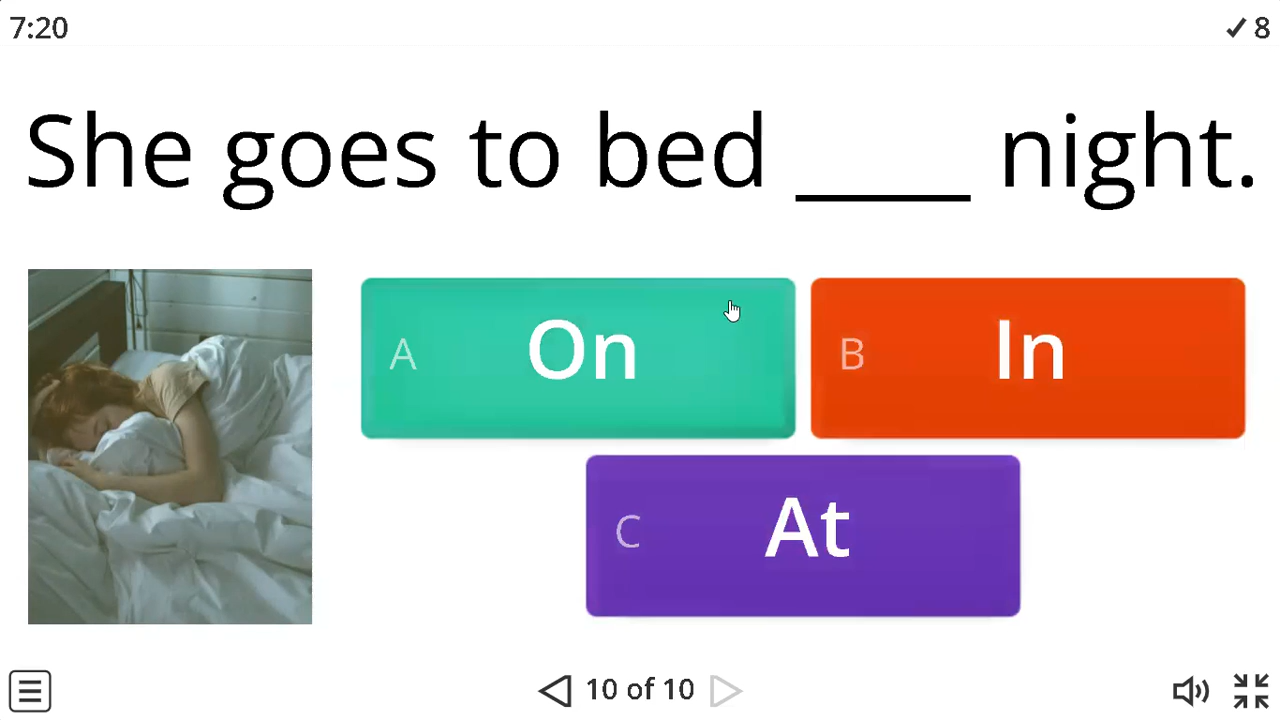 7:20
✓ 8
She goes to bed ____ night.
A On
B In
C At
10 of 10